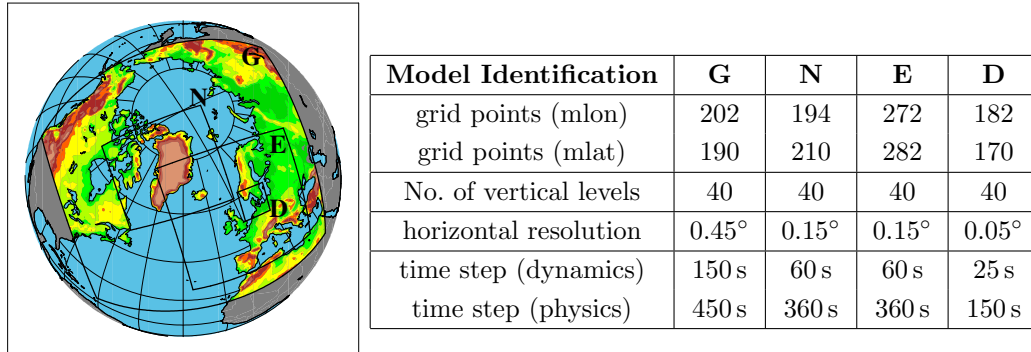 G
N
E
D
Model Identification G N E D
grid points (mlon) 202 194 272 182
grid points (mlat) 190 210 282 170
No. of vertical levels 40 40 40 40
horizontal resolution 0.45° 0.15° 0.15° 0.05°
time step (dynamics) 150 s 60 s 60 s 25 s
time step (physics) 450 s 360 s 360 s 150 s